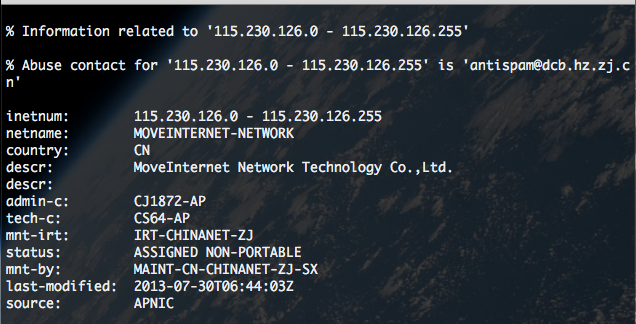 % Information related to '115.230.126.0 - 115.230.126.255'
% Abuse contact for '115.230.126.0 - 115.230.126.255' is 'antispam@dcb.hz.zj.c
n'
inetnum:        115.230.126.0 - 115.230.126.255
netname:        MOVEINTERNET-NETWORK
country:        CN
descr:          MoveInternet Network Technology Co.,Ltd.
descr:
admin-c:        CJ1872-AP
tech-c:         CS64-AP
mnt-irt:        IRT-CHINANET-ZJ
status:         ASSIGNED NON-PORTABLE
mnt-by:         MAINT-CN-CHINANET-ZJ-SX
last-modified:  2013-07-30T06:44:03Z
source:         APNIC